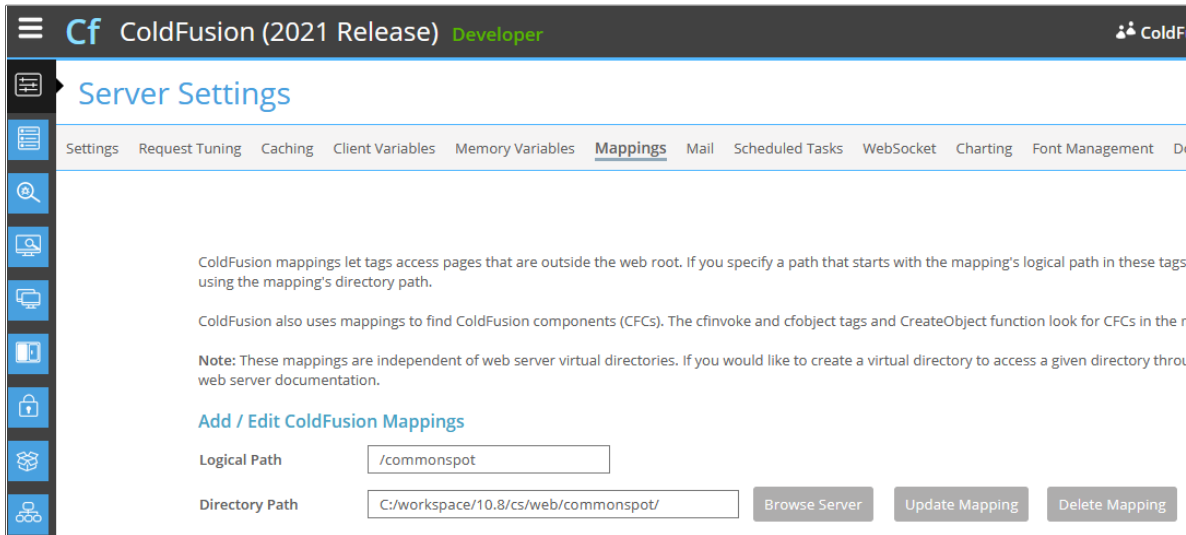 Cf ColdFusion (2021 Release) Developer
Server Settings
Settings Request Tuning Caching Client Variables Memory Variables Mappings Mail Scheduled Tasks WebSocket Charting Font Management
ColdFusion mappings let tags access pages that are outside the web root. If you specify a path that starts with the mapping's logical path in these tags
using the mapping's directory path.
ColdFusion also uses mappings to find ColdFusion components (CFCs). The cfinvoke and cfobject tags and CreateObject function look for CFCs in the
Note: These mappings are independent of web server virtual directories. If you would like to create a virtual directory to access a given directory
web server documentation.
Add / Edit ColdFusion Mappings
Logical Path /commonspot
Directory Path C:/workspace/10.8/cs/web/commonspot/ Browse Server Update Mapping Delete Mapping